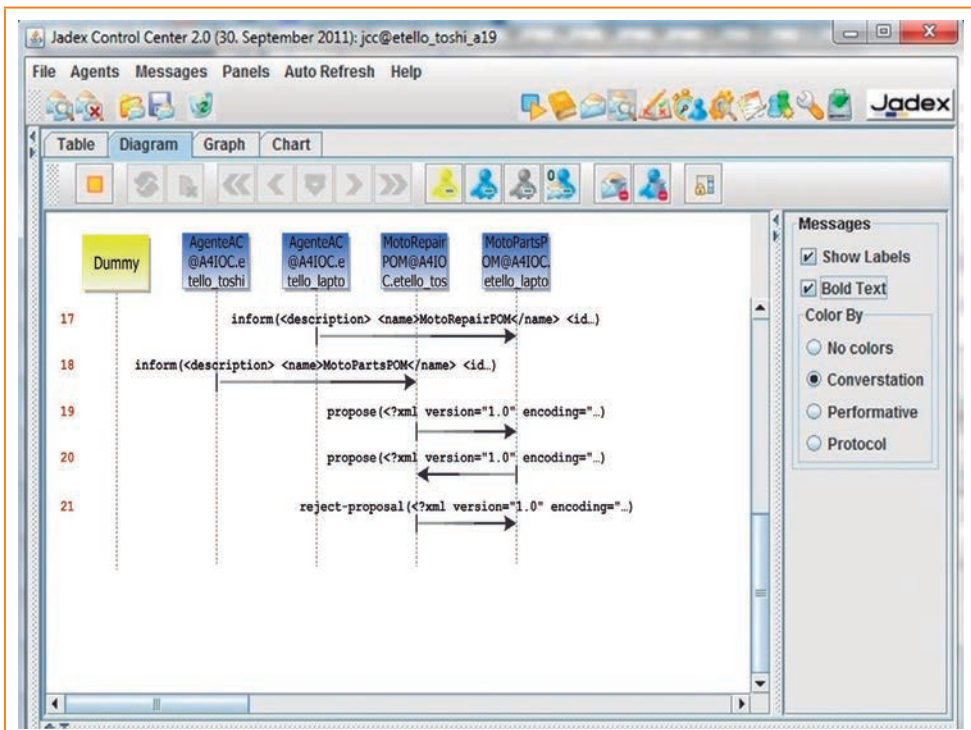 Jadex Control Center 2.0 (30. September 2011): jcc@etello_toshi_a19
File Agents Messages Panels Auto Refresh Help
Jadex
Table Diagram Graph Chart
Dummy
AgenteAC
@A4IOC.e
tello_toshi
AgenteAC
@A4IOC.e
tello_lapto
MotoRepair
POM@A4IO
C.etello_tos
MotoPartsP
OM@A4IOC.
etello_lapto
17 inform(<description> <name>MotoRepairPOM</name> <id…)
18 inform(<description> <name>MotoPartsPOM</name> <id…)
19 propose(<?xml version="1.0" encoding="…)
20 propose(<?xml version="1.0" encoding="…)
21 reject-proposal(<?xml version="1.0" encoding="…)
Messages
Show Labels
Bold Text
Color By
No colors
Converstation
Performative
Protocol